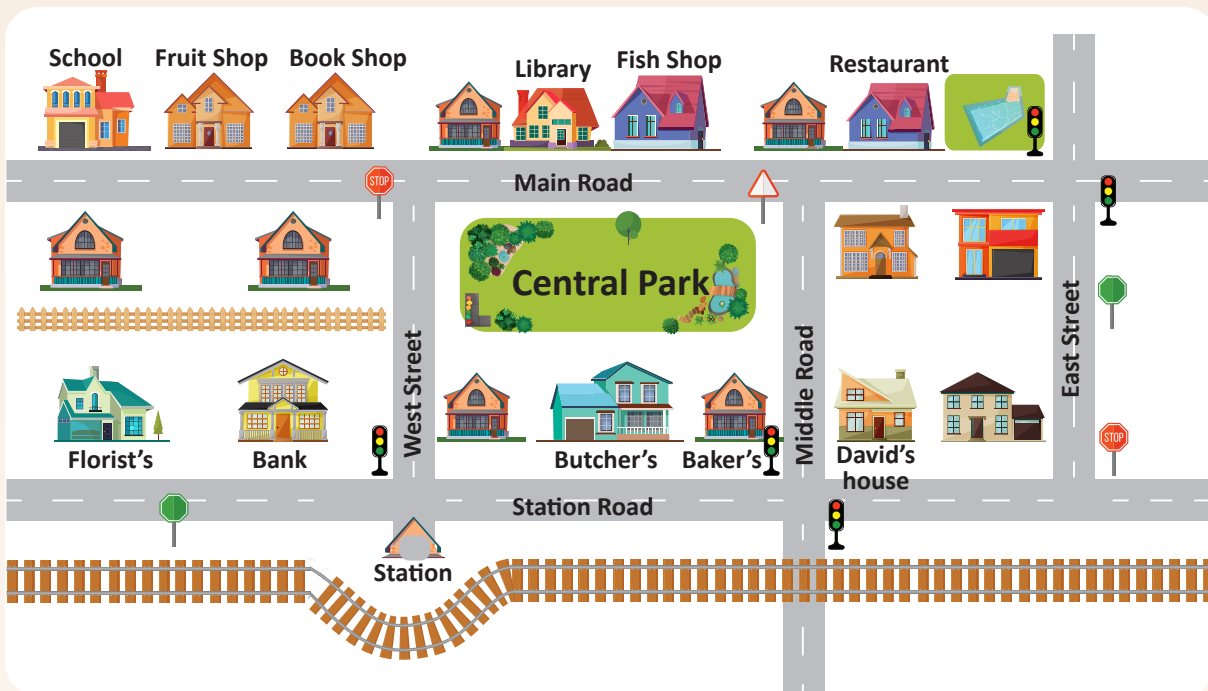 School
Fruit Shop
Book Shop
Library
Fish Shop
Restaurant
STOP
Main Road
Central Park
West Street
Middle Road
East Street
STOP
Florist's
Bank
Butcher's
Baker's
David's
house
Station Road
Station